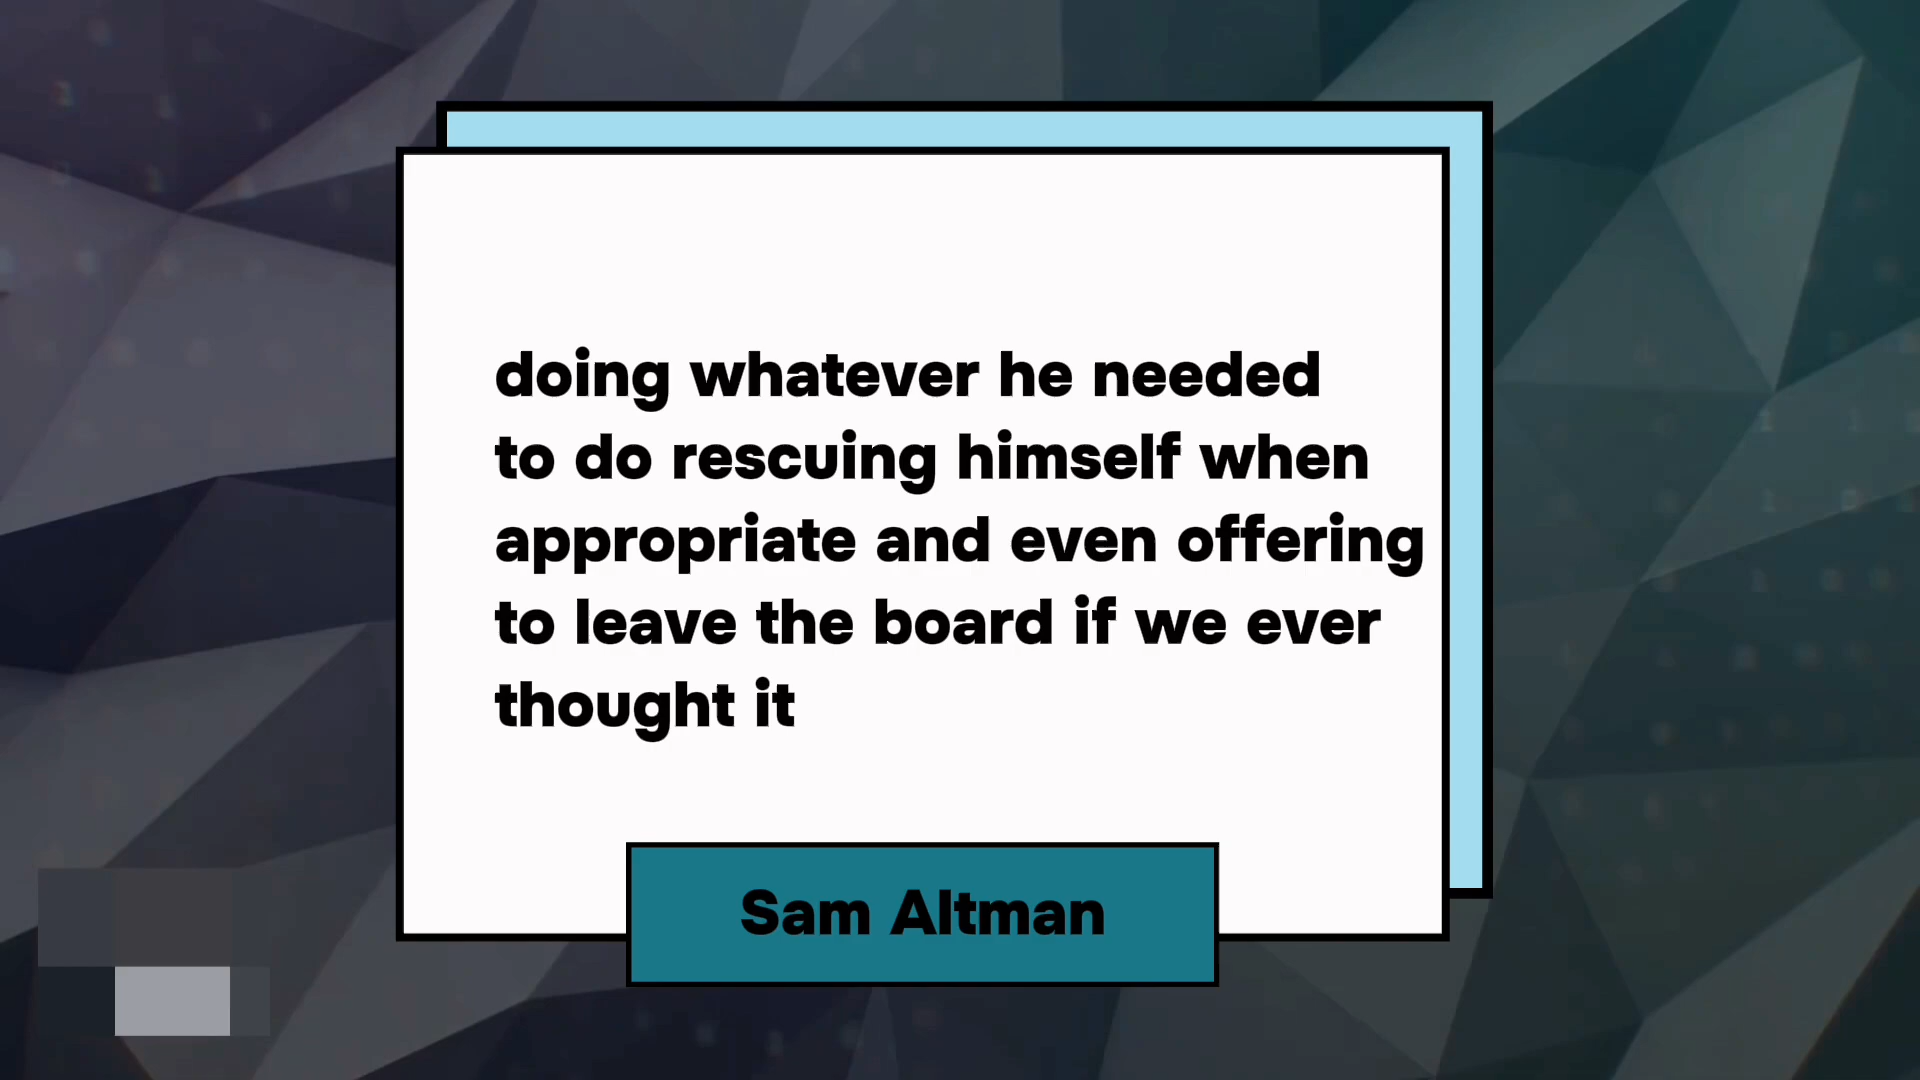 doing whatever he needed
to do rescuing himself when
appropriate and even offering
to leave the board if we ever
thought it
Sam Altman